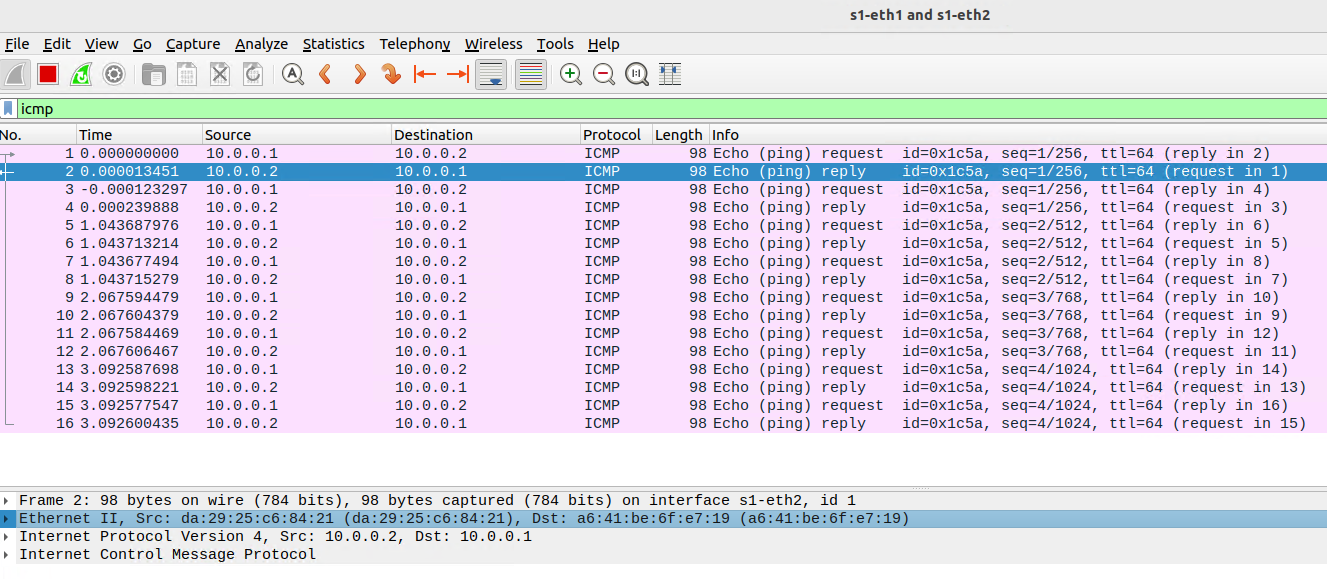 s1-eth1 and s1-eth2
File Edit View Go Capture Analyze Statistics Telephony Wireless Tools Help
icmp
No. Time Source Destination Protocol Length Info
1 0.000000000 10.0.0.1 10.0.0.2 ICMP 98 Echo (ping) request id=0x1c5a, seq=1/256, ttl=64 (reply in 2)
2 0.000013451 10.0.0.2 10.0.0.1 ICMP 98 Echo (ping) reply id=0x1c5a, seq=1/256, ttl=64 (request in 1)
3 -0.000123297 10.0.0.1 10.0.0.2 ICMP 98 Echo (ping) request id=0x1c5a, seq=1/256, ttl=64 (reply in 4)
4 0.000239888 10.0.0.2 10.0.0.1 ICMP 98 Echo (ping) reply id=0x1c5a, seq=1/256, ttl=64 (request in 3)
5 1.043687976 10.0.0.1 10.0.0.2 ICMP 98 Echo (ping) request id=0x1c5a, seq=2/512, ttl=64 (reply in 6)
6 1.043713214 10.0.0.2 10.0.0.1 ICMP 98 Echo (ping) reply id=0x1c5a, seq=2/512, ttl=64 (request in 5)
7 1.043677494 10.0.0.1 10.0.0.2 ICMP 98 Echo (ping) request id=0x1c5a, seq=2/512, ttl=64 (reply in 8)
8 1.043715279 10.0.0.2 10.0.0.1 ICMP 98 Echo (ping) reply id=0x1c5a, seq=2/512, ttl=64 (request in 7)
9 2.067594479 10.0.0.1 10.0.0.2 ICMP 98 Echo (ping) request id=0x1c5a, seq=3/768, ttl=64 (reply in 10)
10 2.067604379 10.0.0.2 10.0.0.1 ICMP 98 Echo (ping) reply id=0x1c5a, seq=3/768, ttl=64 (request in 9)
11 2.067584469 10.0.0.1 10.0.0.2 ICMP 98 Echo (ping) request id=0x1c5a, seq=3/768, ttl=64 (reply in 12)
12 2.067606467 10.0.0.2 10.0.0.1 ICMP 98 Echo (ping) reply id=0x1c5a, seq=3/768, ttl=64 (request in 11)
13 3.092587698 10.0.0.1 10.0.0.2 ICMP 98 Echo (ping) request id=0x1c5a, seq=4/1024, ttl=64 (reply in 14)
14 3.092598221 10.0.0.2 10.0.0.1 ICMP 98 Echo (ping) reply id=0x1c5a, seq=4/1024, ttl=64 (request in 13)
15 3.092577547 10.0.0.1 10.0.0.2 ICMP 98 Echo (ping) request id=0x1c5a, seq=4/1024, ttl=64 (reply in 16)
16 3.092600435 10.0.0.2 10.0.0.1 ICMP 98 Echo (ping) reply id=0x1c5a, seq=4/1024, ttl=64 (request in 15)
Frame 2: 98 bytes on wire (784 bits), 98 bytes captured (784 bits) on interface s1-eth2, id 1
Ethernet II, Src: da:29:25:c6:84:21 (da:29:25:c6:84:21), Dst: a6:41:be:6f:e7:19 (a6:41:be:6f:e7:19)
Internet Protocol Version 4, Src: 10.0.0.2, Dst: 10.0.0.1
Internet Control Message Protocol